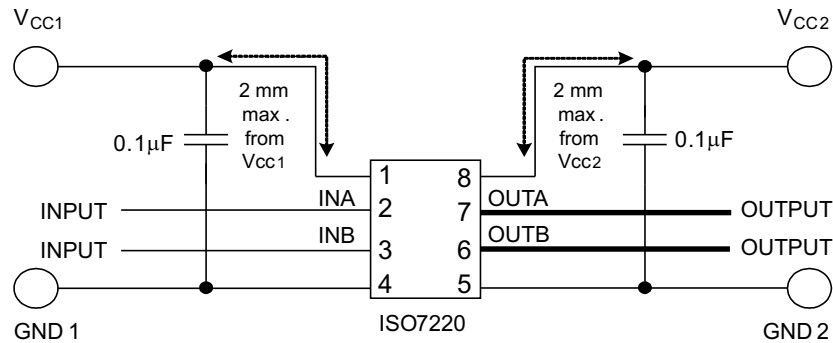 VCC1
VCC2
2 mm
max .
from
VCC1
2 mm
max .
from
VCC2
0.1μF
0.1μF
1
8
INPUT
INA
2
7
OUTA
OUTPUT
INPUT
INB
3
6
OUTB
OUTPUT
4
5
GND 1
ISO7220
GND 2